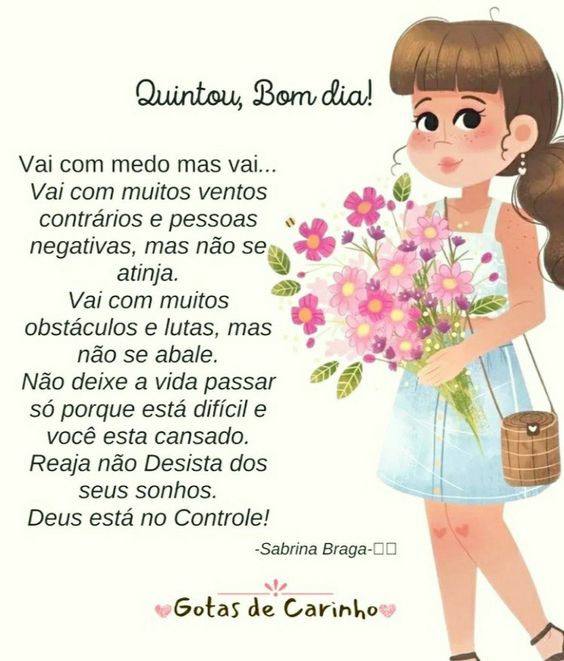 Quintou, Bom dia!
Vai com medo mas vai...
Vai com muitos ventos
contrários e pessoas
negativas, mas não se
atinja.
Vai com muitos
obstáculos e lutas, mas
não se abale.
Não deixe a vida passar
só porque está difícil e
você esta cansado.
Reaja não Desista dos
seus sonhos.
Deus está no Controle!
-Sabrina Braga-
Gotas de Carinho